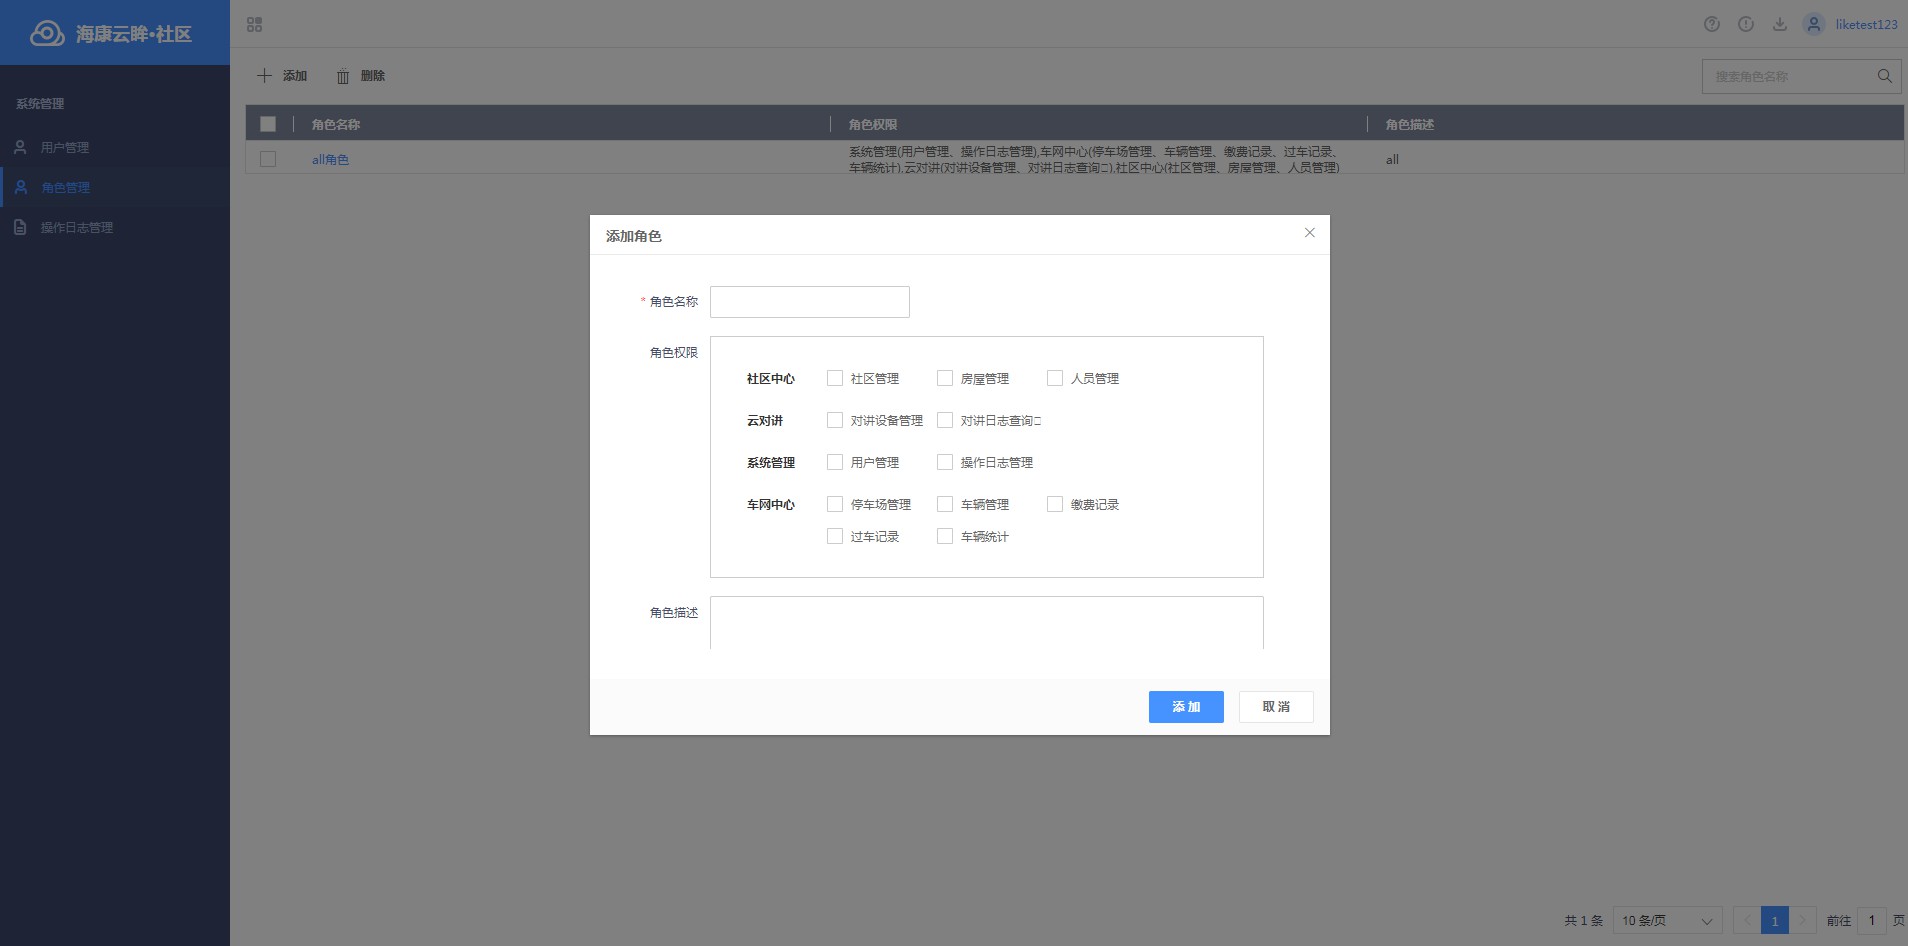 海康云眸·社区
liketest123
系统管理
用户管理
角色管理
操作日志管理
添加 删除
搜索角色名称
角色名称 角色权限 角色描述
all角色 系统管理(用户管理、操作日志管理),车网中心(停车场管理、车辆管理、缴费记录、过车记录、 all
车辆统计),云对讲(对讲设备管理、对讲日志查询□),社区中心(社区管理、房屋管理、人员管理)
添加角色
* 角色名称
角色权限
社区中心 社区管理 房屋管理 人员管理
云对讲 对讲设备管理 对讲日志查询□
系统管理 用户管理 操作日志管理
车网中心 停车场管理 车辆管理 缴费记录
过车记录 车辆统计
角色描述
添加 取消
共 1 条 10 条/页 1 前往 1 页